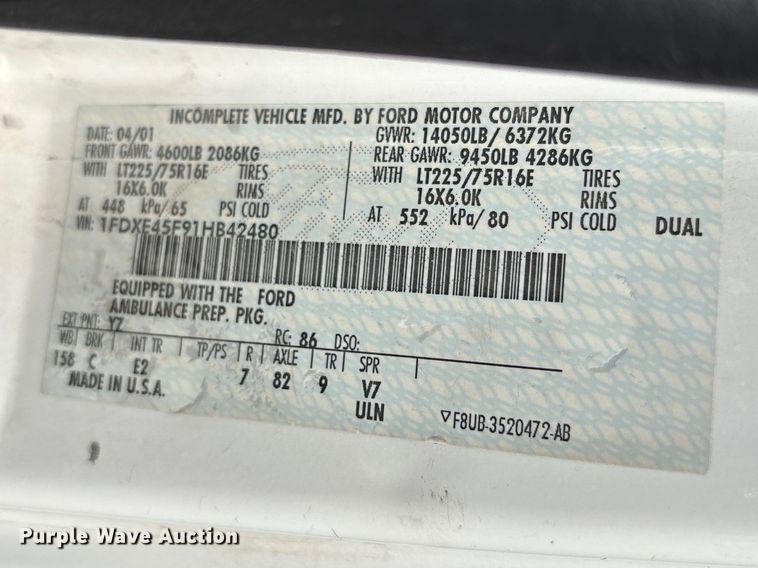 INCOMPLETE VEHICLE MFD. BY FORD MOTOR COMPANY
DATE: 04/01 GVWR: 14050LB/ 6372KG
FRONT GAWR: 4600LB 2086KG REAR GAWR: 9450LB 4286KG
WITH LT225/75R16E TIRES WITH LT225/75R16E TIRES
16X6.0K RIMS 16X6.0K RIMS
AT 448 kPa/65 PSI COLD AT 552 kPa/80 PSI COLD DUAL
VIN: 1FDXE45F91HB42480
EQUIPPED WITH THE FORD
AMBULANCE PREP. PKG.
EXT PNT: Y7 RC: 86 DSO:
WB BRK INT TR TP/PS R AXLE TR SPR
158 C E2 7 82 9 V7
MADE IN U.S.A. ULN
▽F8UB-3520472-AB
Purple Wave Auction